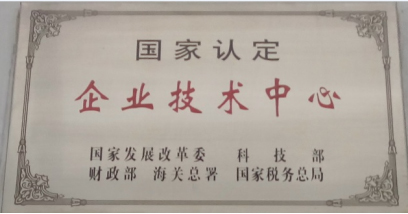 国家认定
企业技术中心
国家发展改革委 科技部
财政部 海关总署 国家税务总局